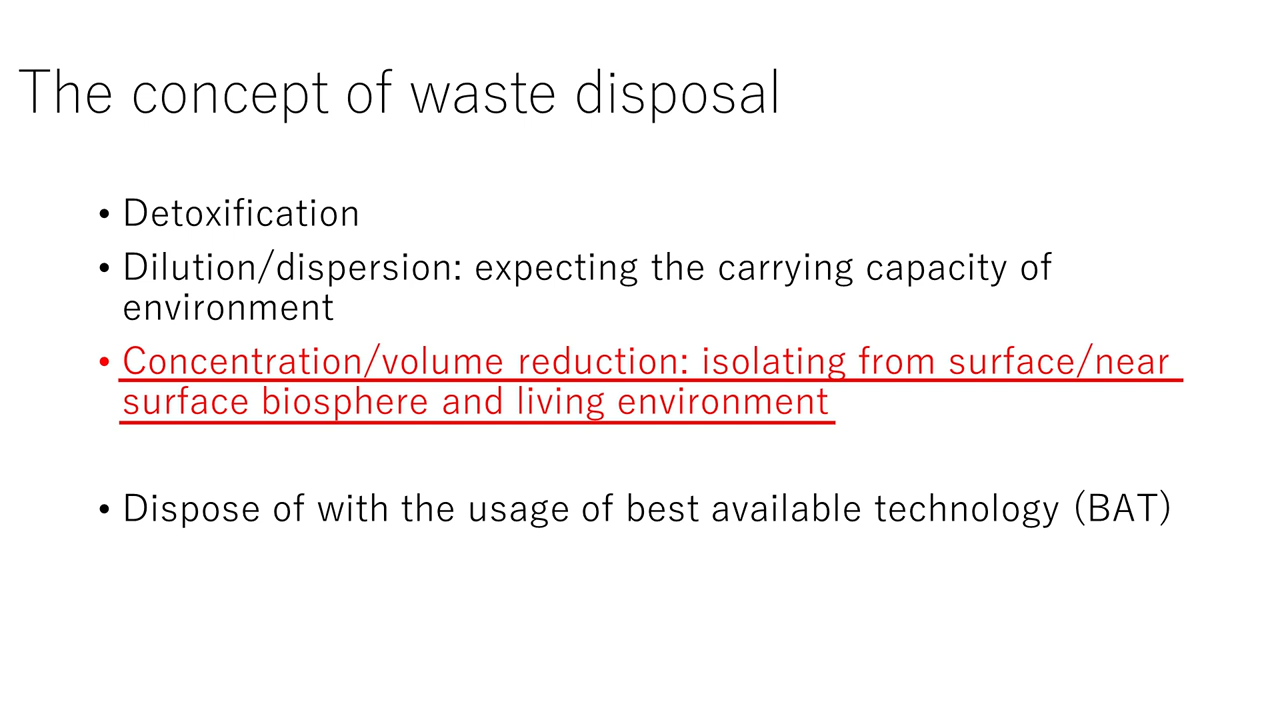 The concept of waste disposal
• Detoxification
• Dilution/dispersion: expecting the carrying capacity of
environment
• Concentration/volume reduction: isolating from surface/near
surface biosphere and living environment
• Dispose of with the usage of best available technology (BAT)